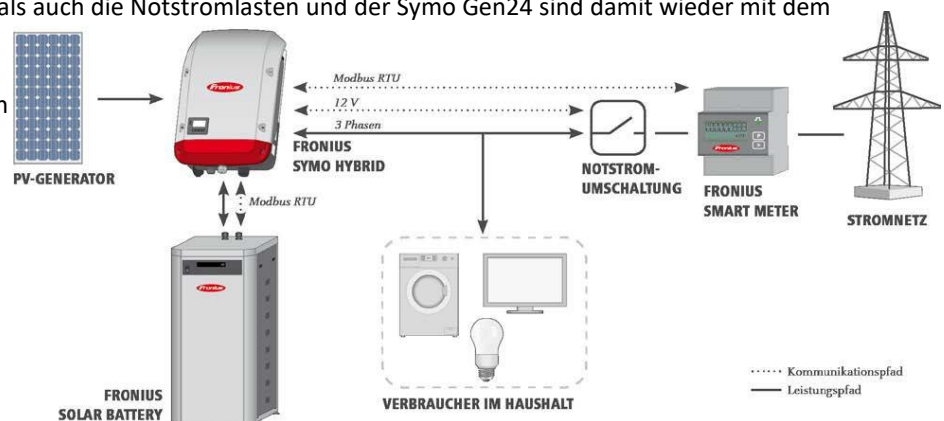 als auch die Notstromlasten und der Symo Gen24 sind damit wieder mit dem
n
Modbus RTU
12 V
3 Phasen
Fronius
FRONIUS
SYMO HYBRID
PV-GENERATOR
Modbus RTU
NOTSTROM-
UMSCHALTUNG
Fronius
FRONIUS
SMART METER
STROMNETZ
Fronius
FRONIUS
SOLAR BATTERY
VERBRAUCHER IM HAUSHALT
Kommunikationspfad
Leistungspfad